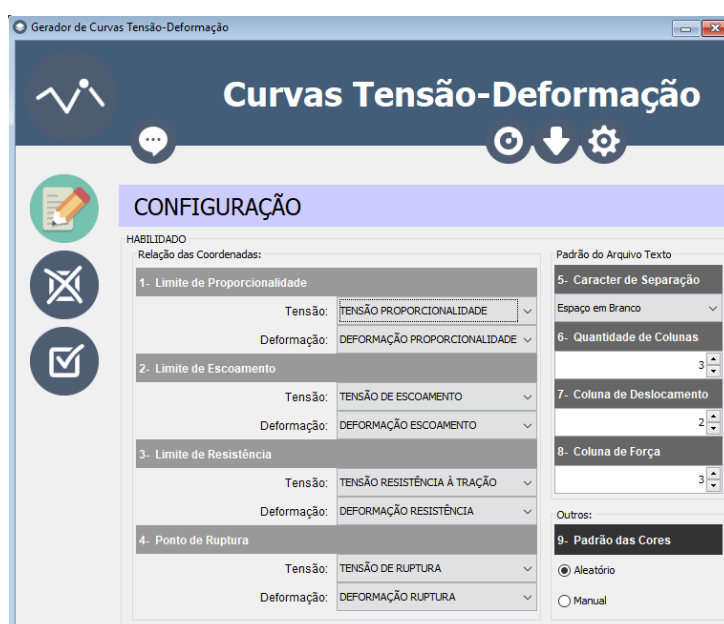 Gerador de Curvas Tensão-Deformação
Curvas Tensão-Deformação
CONFIGURAÇÃO
HABILIDADO
Relação das Coordenadas:
1- Limite de Proporcionalidade
Tensão: TENSÃO PROPORCIONALIDADE
Deformação: DEFORMAÇÃO PROPORCIONALIDADE
2- Limite de Escoamento
Tensão: TENSÃO DE ESCOAMENTO
Deformação: DEFORMAÇÃO ESCOAMENTO
3- Limite de Resistência
Tensão: TENSÃO RESISTÊNCIA À TRAÇÃO
Deformação: DEFORMAÇÃO RESISTÊNCIA
4- Ponto de Ruptura
Tensão: TENSÃO DE RUPTURA
Deformação: DEFORMAÇÃO RUPTURA
Padrão do Arquivo Texto
5- Caracter de Separação
Espaço em Branco
6- Quantidade de Colunas
3
7- Coluna de Deslocamento
2
8- Coluna de Força
3
Outros:
9- Padrão das Cores
Aleatório
Manual